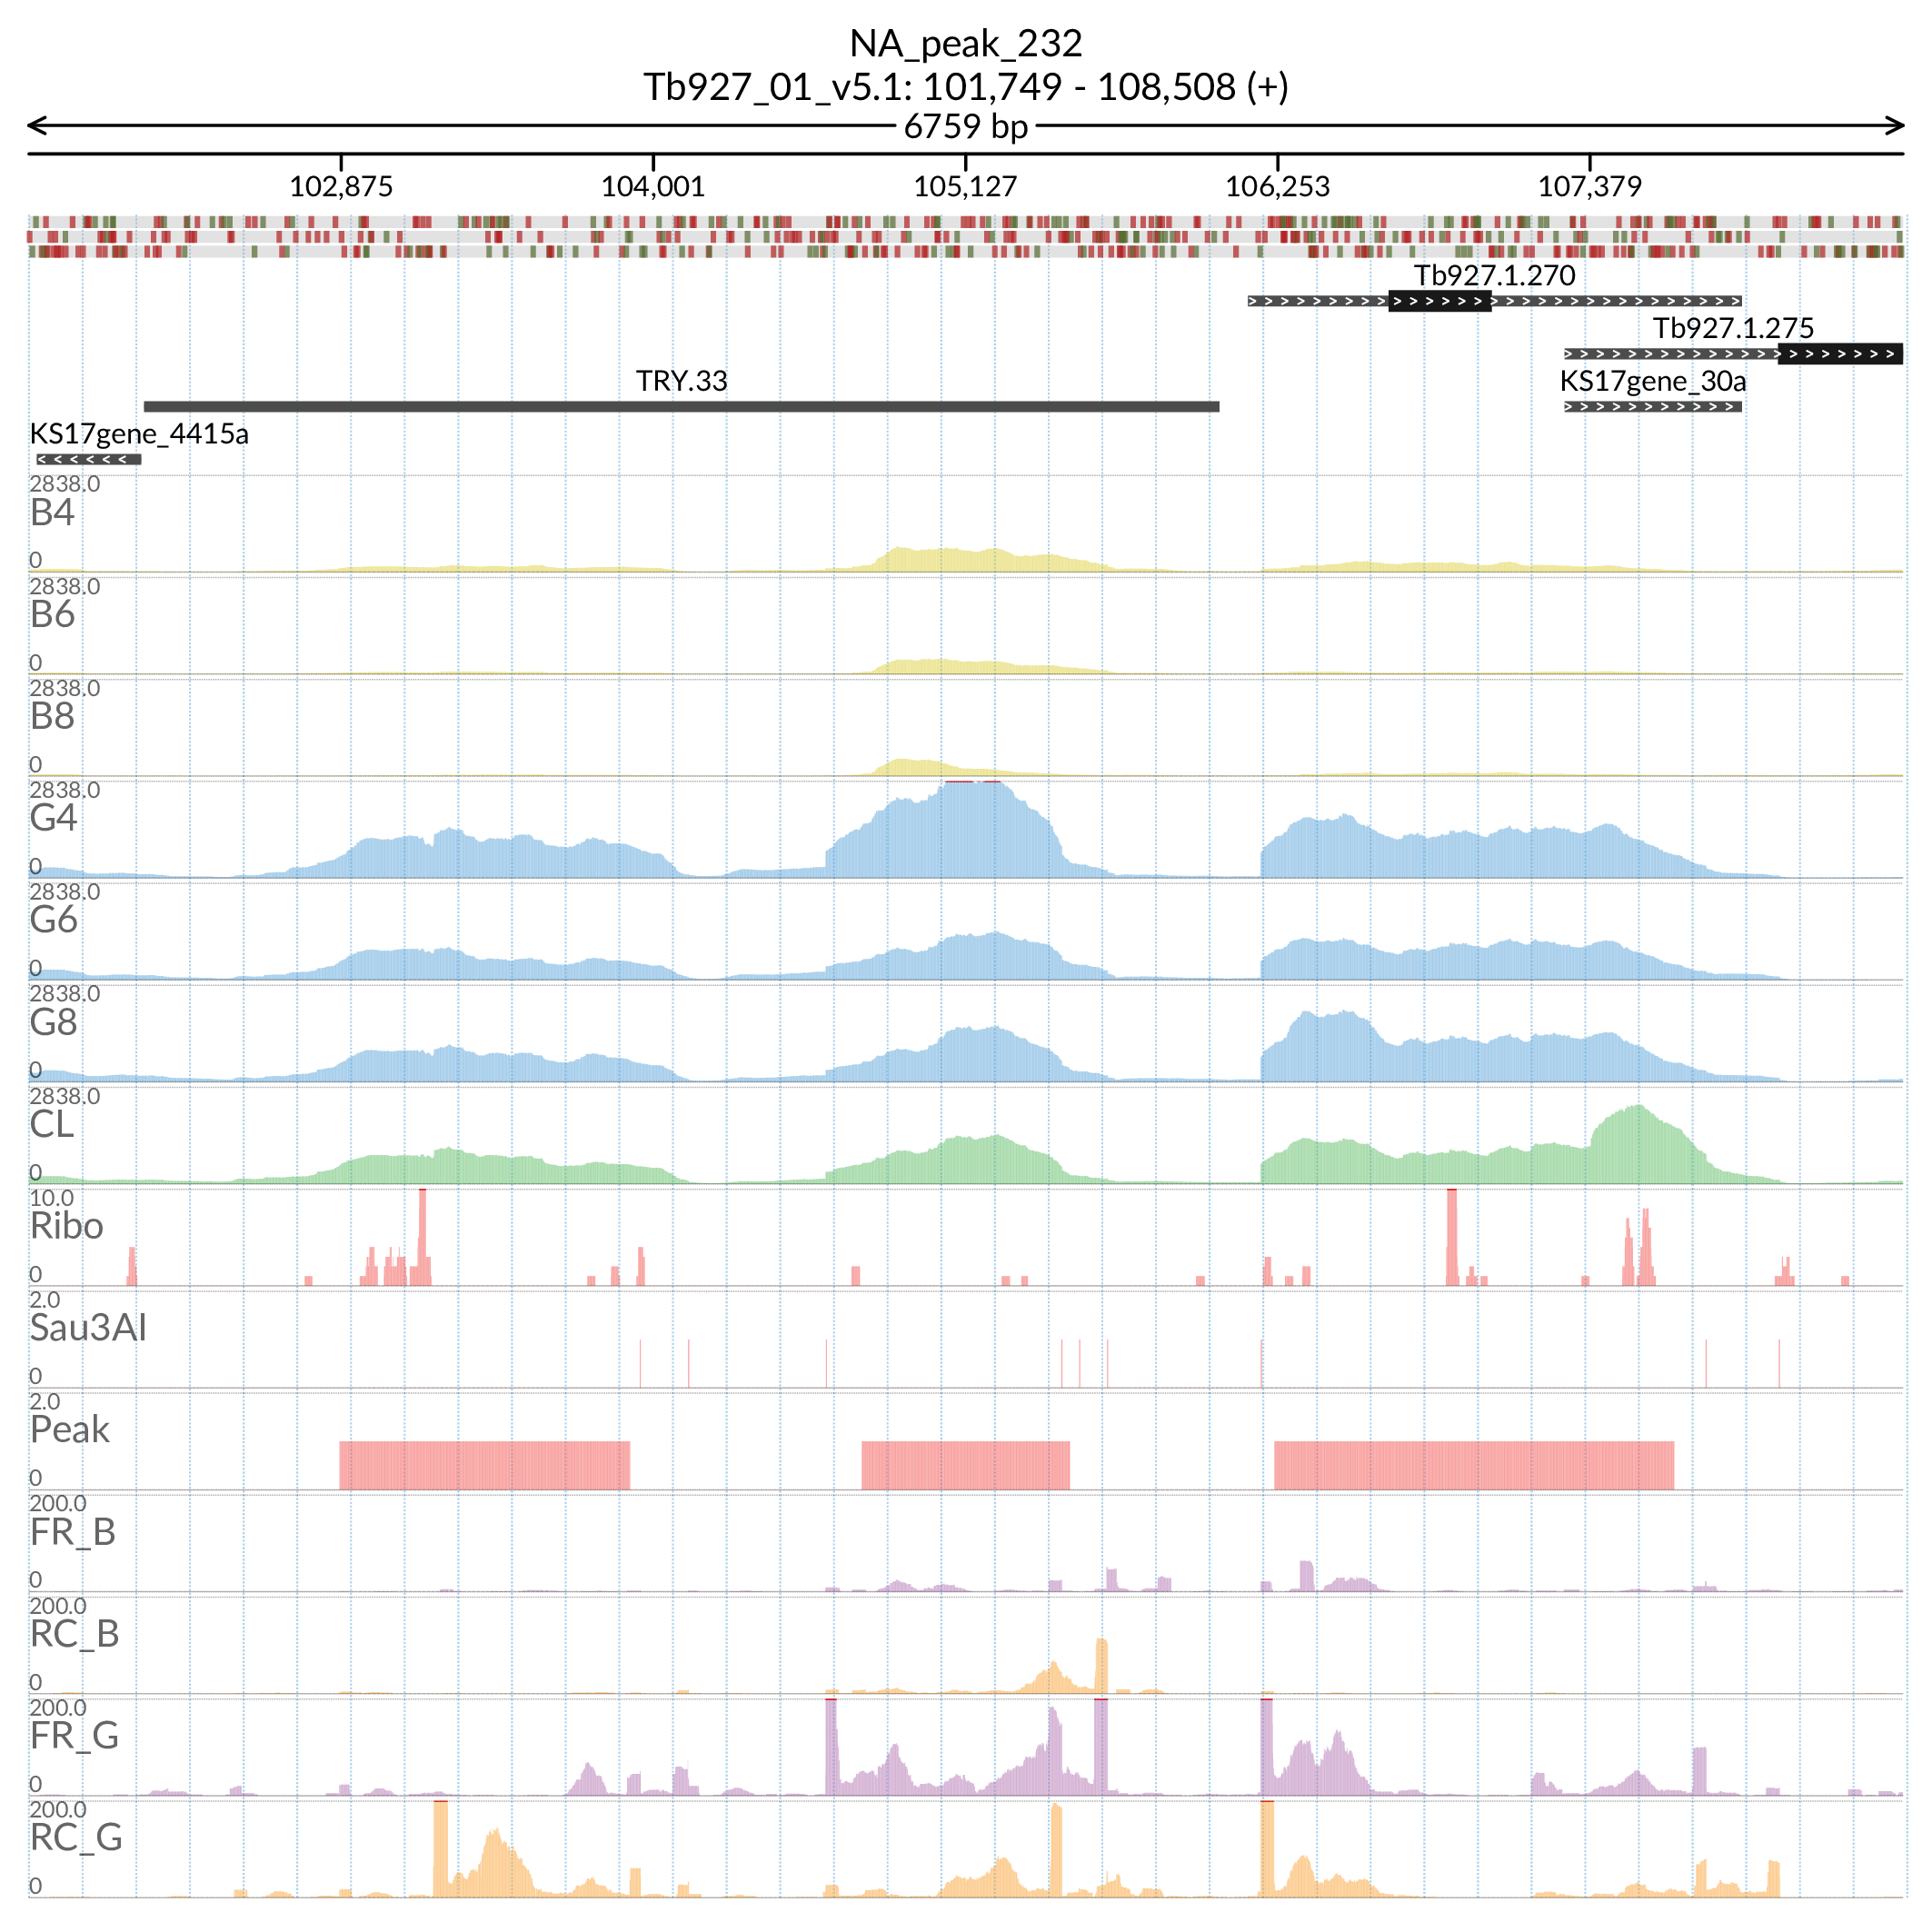 NA_peak_232
Tb927_01_v5.1: 101,749 - 108,508 (+)
6759 bp
102,875 104,001 105,127 106,253 107,379
Tb927.1.270
Tb927.1.275
TRY.33 KS17gene_30a
KS17gene_4415a
2838.0
B4
0
2838.0
B6
0
2838.0
B8
0
2838.0
G4
0
2838.0
G6
0
2838.0
G8
0
2838.0
CL
0
10.0
Ribo
0
2.0
Sau3AI
0
2.0
Peak
0
200.0
FR_B
0
200.0
RC_B
0
200.0
FR_G
0
200.0
RC_G
0